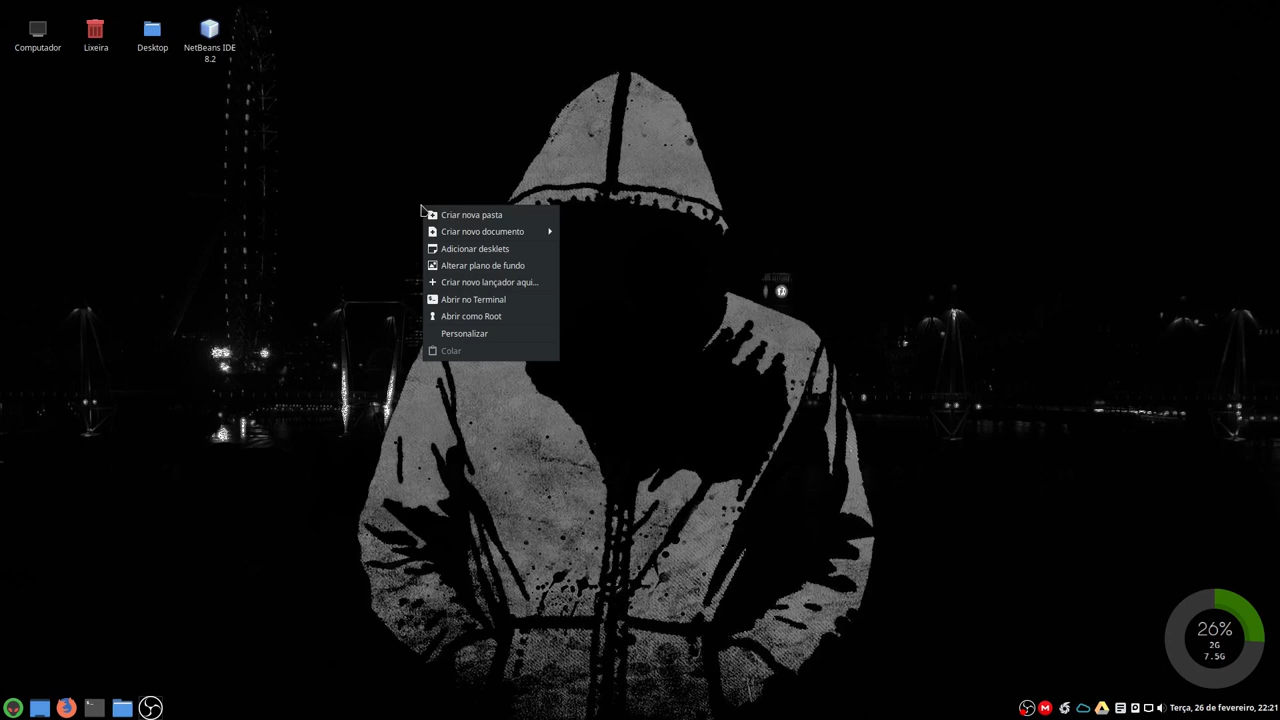 Computador
Lixeira
Desktop
NetBeans IDE
8.2
Criar nova pasta
Criar novo documento
Adicionar desklets
Alterar plano de fundo
Criar novo lançador aqui...
Abrir no Terminal
Abrir como Root
Personalizar
Colar
26%
2G
7.5G
Terça, 26 de fevereiro, 22:21